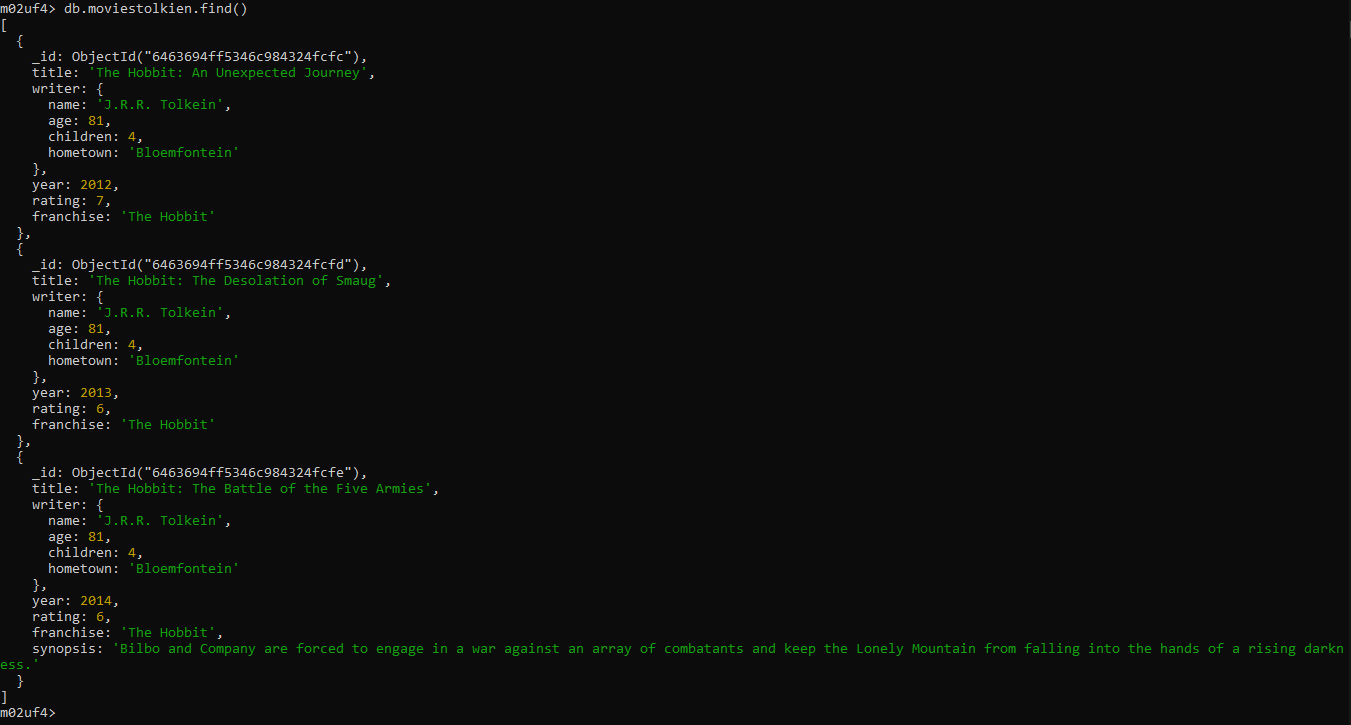 m02uf4> db.moviestolkien.find()
[
  {
    _id: ObjectId("6463694ff5346c984324fcfc"),
    title: 'The Hobbit: An Unexpected Journey',
    writer: {
      name: 'J.R.R. Tolkein',
      age: 81,
      children: 4,
      hometown: 'Bloemfontein'
    },
    year: 2012,
    rating: 7,
    franchise: 'The Hobbit'
  },
  {
    _id: ObjectId("6463694ff5346c984324fcfd"),
    title: 'The Hobbit: The Desolation of Smaug',
    writer: {
      name: 'J.R.R. Tolkein',
      age: 81,
      children: 4,
      hometown: 'Bloemfontein'
    },
    year: 2013,
    rating: 6,
    franchise: 'The Hobbit'
  },
  {
    _id: ObjectId("6463694ff5346c984324fcfe"),
    title: 'The Hobbit: The Battle of the Five Armies',
    writer: {
      name: 'J.R.R. Tolkein',
      age: 81,
      children: 4,
      hometown: 'Bloemfontein'
    },
    year: 2014,
    rating: 6,
    franchise: 'The Hobbit',
    synopsis: 'Bilbo and Company are forced to engage in a war against an array of combatants and keep the Lonely Mountain from falling into the hands of a rising darkn
ess.'
  }
]
m02uf4>